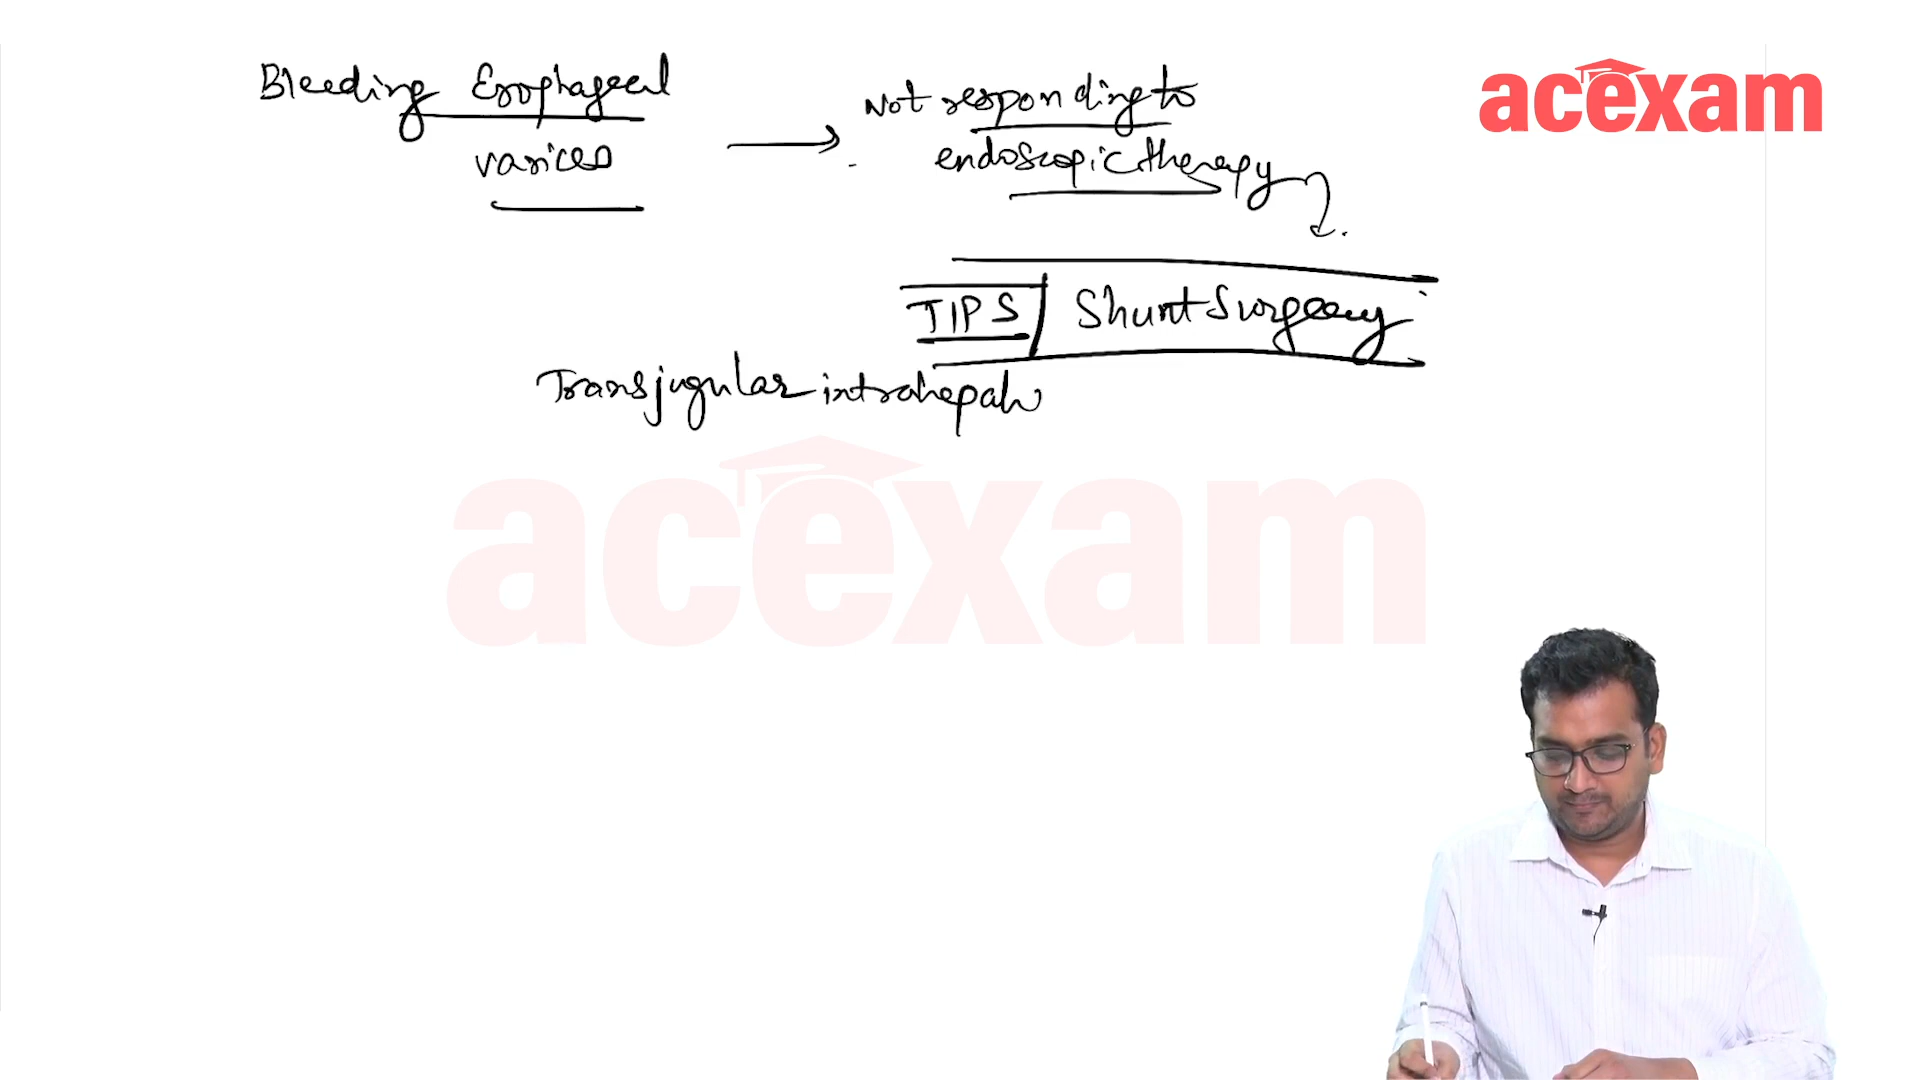 Bleeding Esophageal
varices
Not responding to
endoscopic therapy
TIPS Shunt Surgery
Transjugular intrahepatic
acexam
acexam